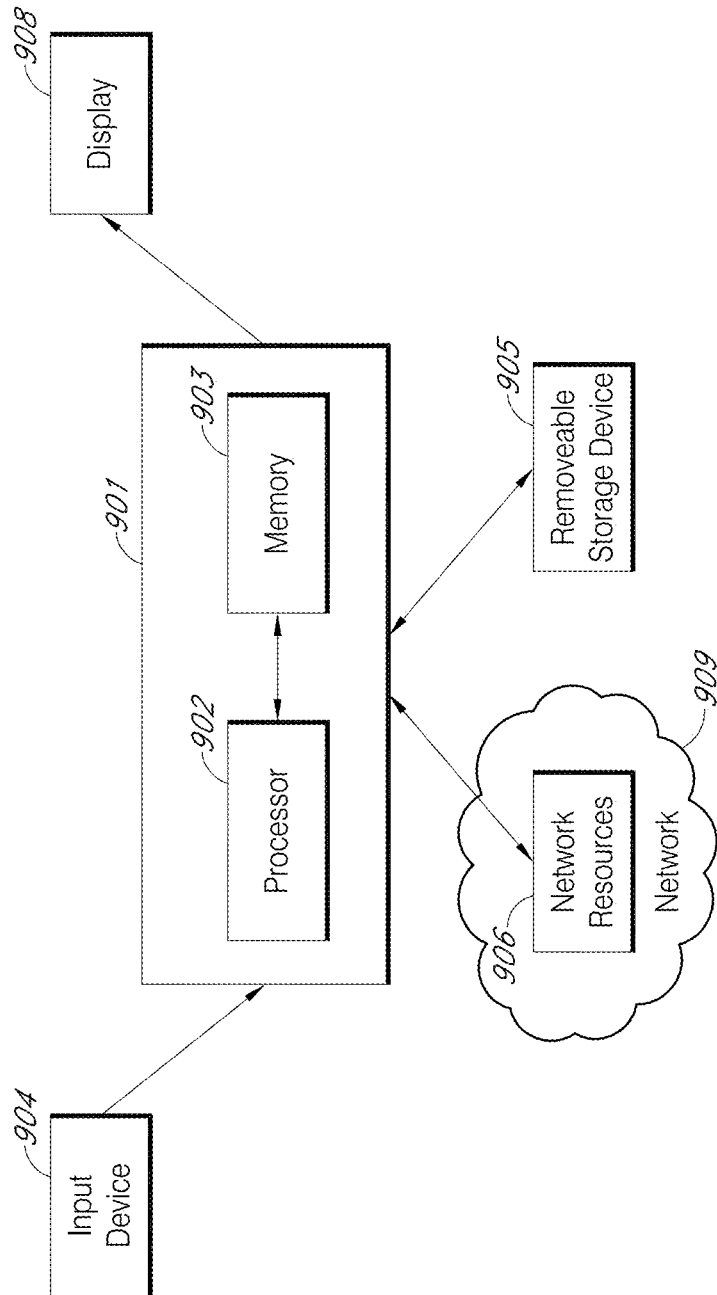 904
Input
Device
901
902
Processor
903
Memory
908
Display
906
Network
Resources
Network
909
905
Removeable
Storage Device